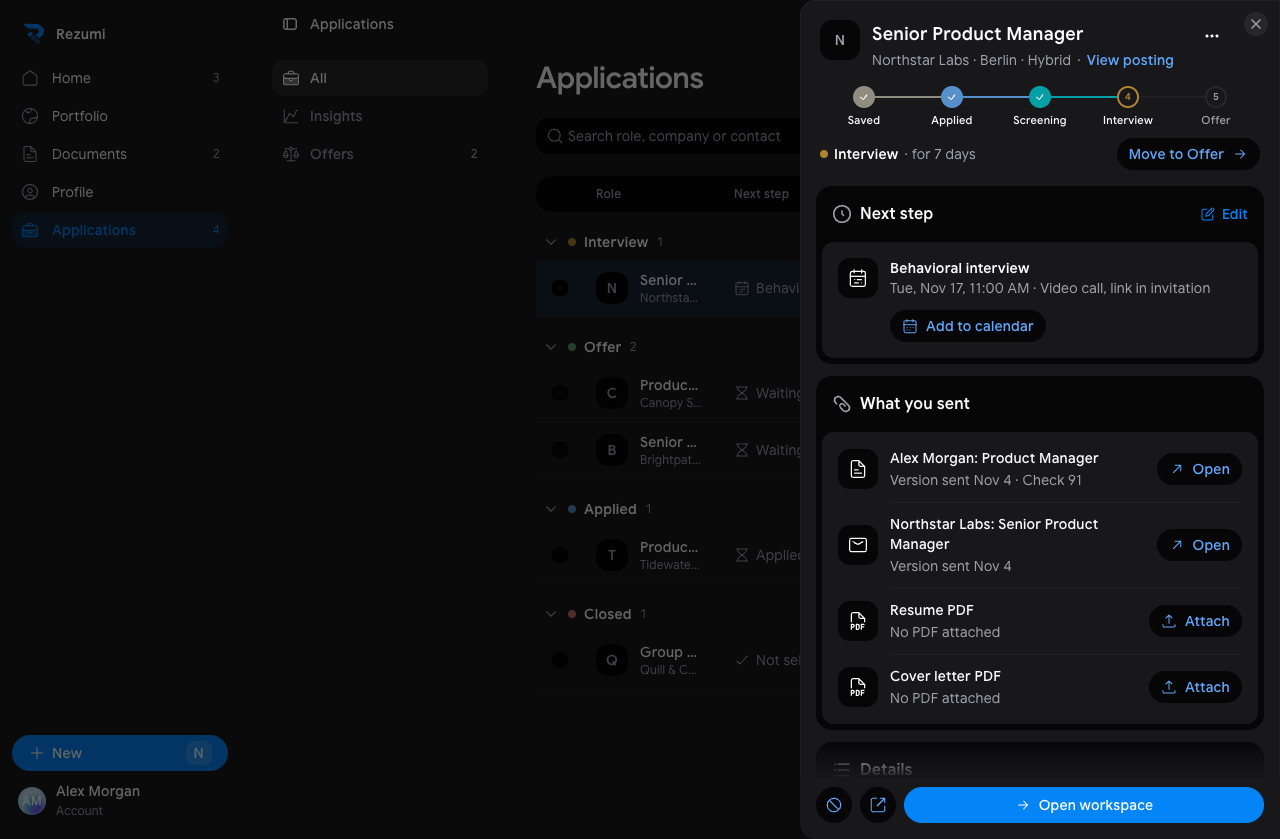 Rezumi
Home 3
Portfolio
Documents 2
Profile
Applications 4
New N
AM
Alex Morgan
Account
Applications
All
Insights
Offers 2
Applications
Search role, company or contact
Role Next step
Interview 1
N Senior ... Behavi
Northsta...
Offer 2
C Produc... Waiting
Canopy S...
B Senior ... Waiting
Brightpat...
Applied 1
T Produc... Applied
Tidewate...
Closed 1
Q Group ... Not sel
Quill & C...
N
Senior Product Manager
Northstar Labs · Berlin · Hybrid · View posting
4 5
Saved Applied Screening Interview Offer
Interview · for 7 days Move to Offer
Next step Edit
Behavioral interview
Tue, Nov 17, 11:00 AM · Video call, link in invitation
Add to calendar
What you sent
Alex Morgan: Product Manager
Version sent Nov 4 · Check 91
Open
Northstar Labs: Senior Product
Manager
Version sent Nov 4
Open
PDF
Resume PDF
No PDF attached
Attach
PDF
Cover letter PDF
No PDF attached
Attach
Details
Open workspace